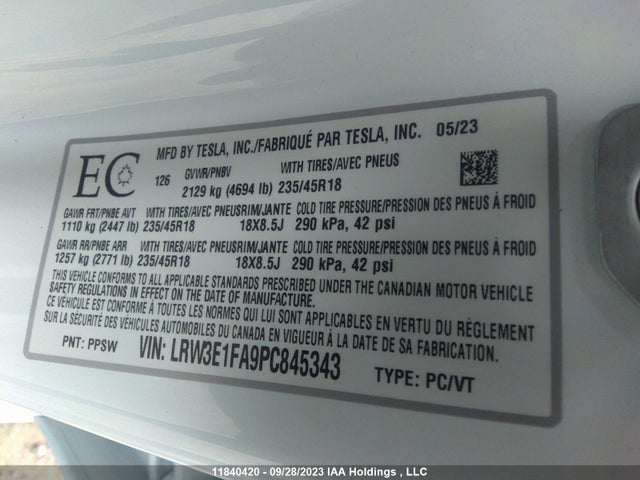 MFD BY TESLA, INC./FABRIQUÉ PAR TESLA, INC. 05/23
EC
126 GVWR/PNBV WITH TIRES/AVEC PNEUS
2129 kg (4694 lb) 235/45R18
GAWR FRT/PNBE AVT WITH TIRES/AVEC PNEUS RIM/JANTE COLD TIRE PRESSURE/PRESSION DES PNEUS À FROID
1110 kg (2447 lb) 235/45R18 18X8.5J 290 kPa, 42 psi
GAWR RR/PNBE ARR WITH TIRES/AVEC PNEUS RIM/JANTE COLD TIRE PRESSURE/PRESSION DES PNEUS À FROID
1257 kg (2771 lb) 235/45R18 18X8.5J 290 kPa, 42 psi
THIS VEHICLE CONFORMS TO ALL APPLICABLE STANDARDS PRESCRIBED UNDER THE CANADIAN MOTOR VEHICLE
SAFETY REGULATIONS IN EFFECT ON THE DATE OF MANUFACTURE.
CE VÉHICULE EST CONFORME À TOUTES LES NORMES QUI LUI SONT APPLICABLES EN VERTU DU RÈGLEMENT
SUR LA SÉCURITÉ DES VÉHICULES AUTOMOBILES DU CANADA EN VIGUEUR À LA DATE DE SA FABRICATION.
PNT: PPSW VIN: LRW3E1FA9PC845343 TYPE: PC/VT
11840420 - 09/28/2023 IAA Holdings , LLC